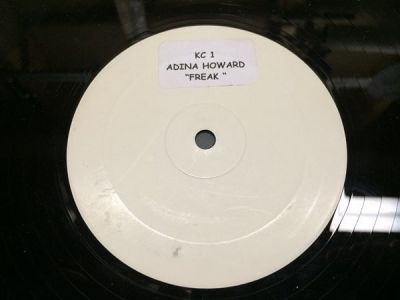 KC 1
ADINA HOWARD
"FREAK "